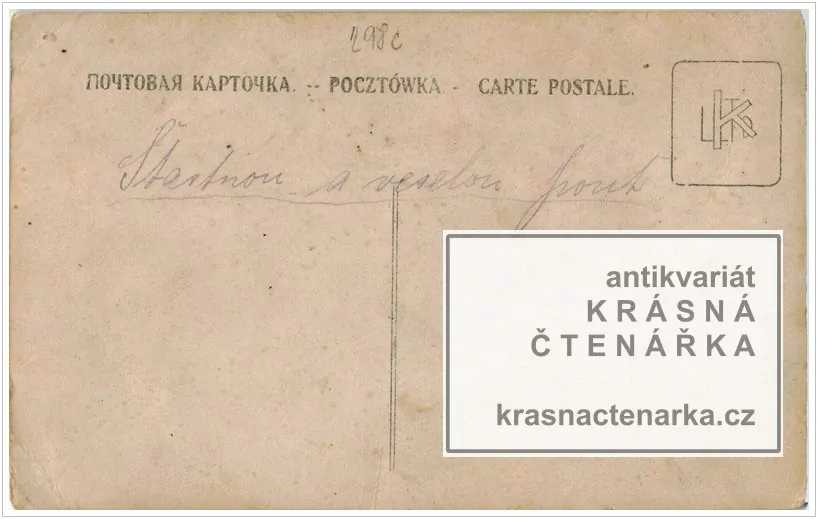 298c
ПОЧТОВАЯ КАРТОЧКА. -- POCZTÓWKA. - CARTE POSTALE.
Šťastnou a veselou pouť
antikvariát
KRÁSNÁ
ČTENÁŘKA
krasnactenarka.cz